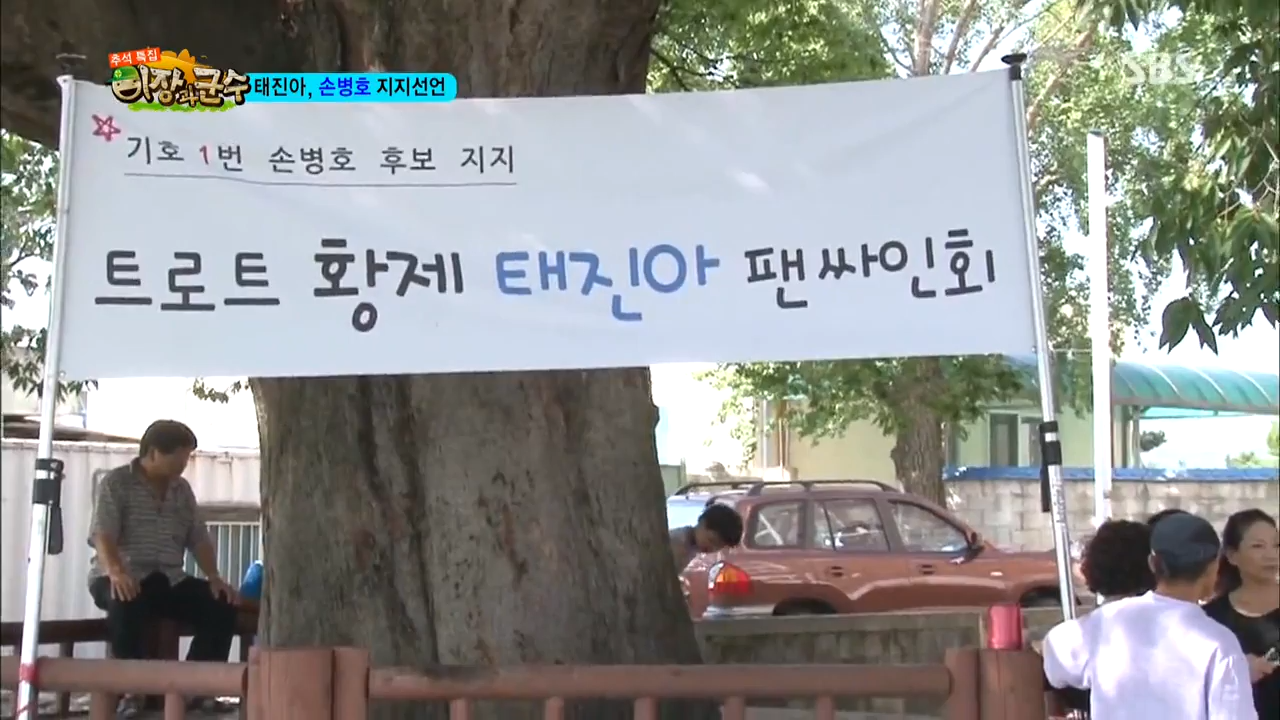 추석 특집
이장과군수 태진아, 손병호 지지선언
SBS
기호 1번 손병호 후보 지지
트로트 황제 태진아 팬싸인회